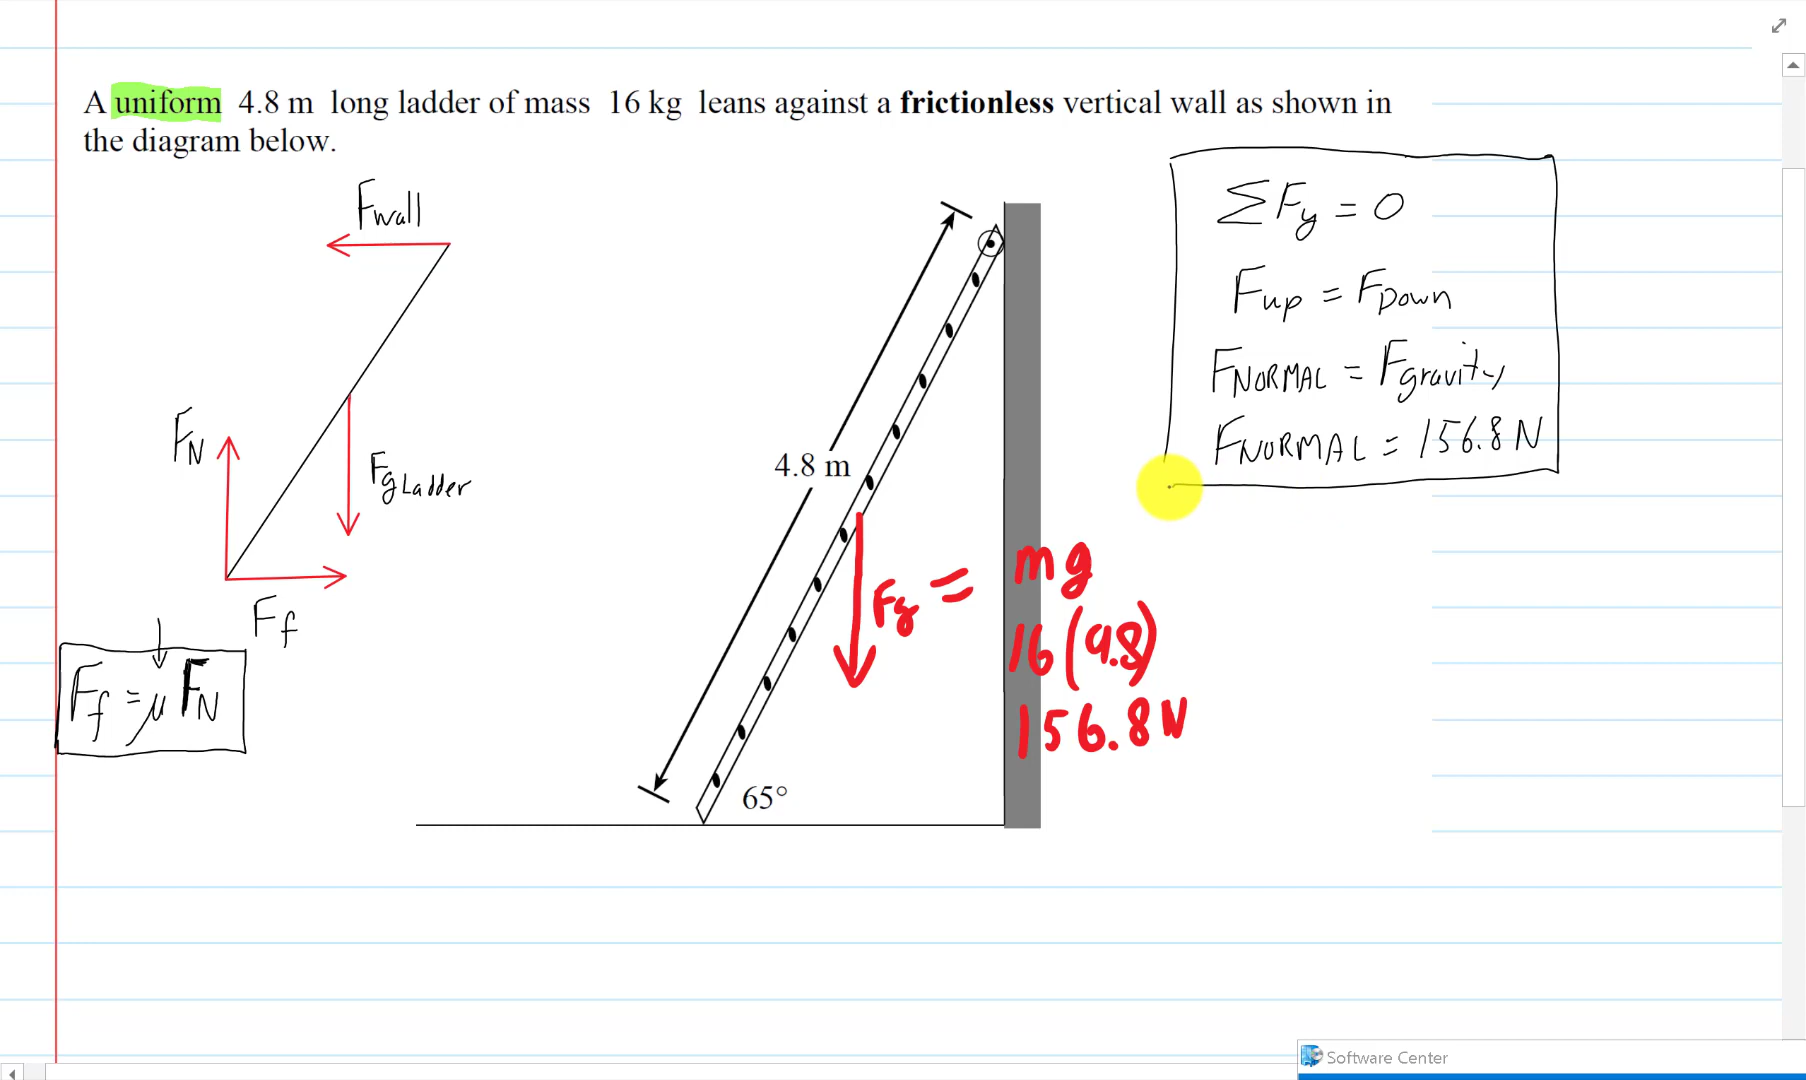 A uniform 4.8 m long ladder of mass 16 kg leans against a frictionless vertical wall as shown in
the diagram below.
Fwall
FN
FgLadder
Ff
Ff = μ FN
4.8 m
65°
Fg = mg
16(9.8)
156.8 N
ΣFy = 0
Fup = FDown
FNORMAL = Fgravity
FNORMAL = 156.8 N
Software Center